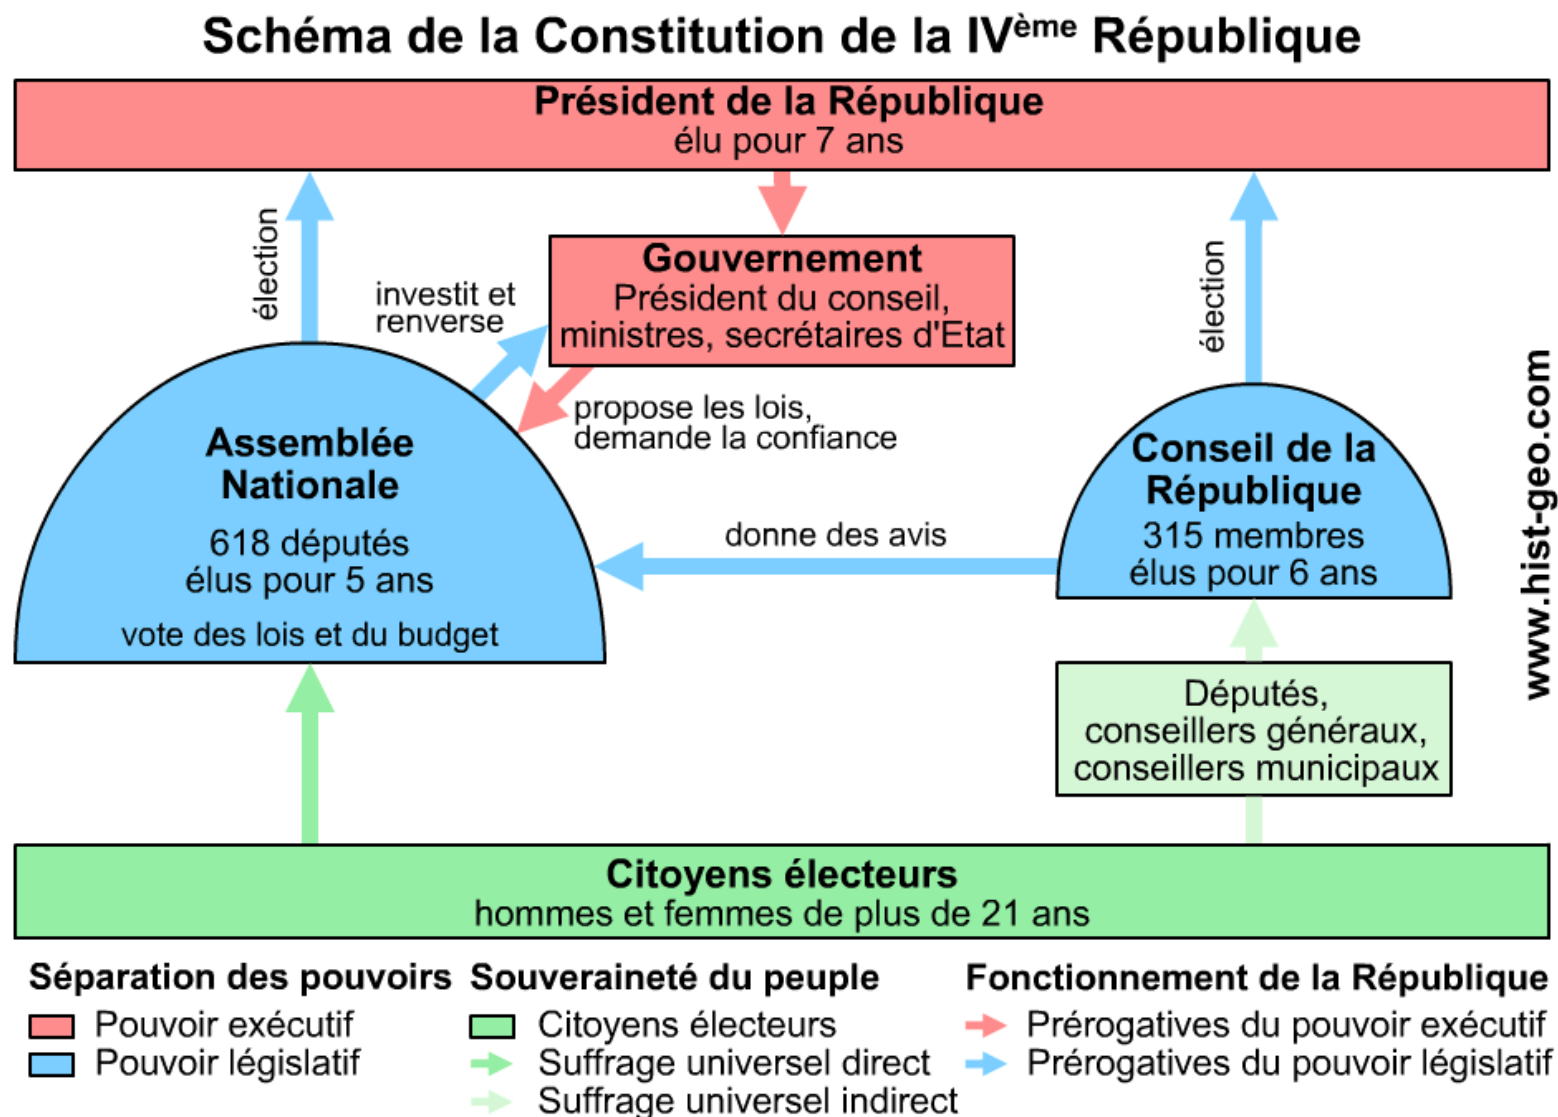 Schéma de la Constitution de la IVème République
Président de la République
élu pour 7 ans
élection
investit et
renverse
Gouvernement
Président du conseil,
ministres, secrétaires d'Etat
propose les lois,
demande la confiance
élection
Assemblée
Nationale
618 députés
élus pour 5 ans
vote des lois et du budget
donne des avis
Conseil de la
République
315 membres
élus pour 6 ans
Députés,
conseillers généraux,
conseillers municipaux
www.hist-geo.com
Citoyens électeurs
hommes et femmes de plus de 21 ans
Séparation des pouvoirs
Pouvoir exécutif
Pouvoir législatif
Souveraineté du peuple
Citoyens électeurs
Suffrage universel direct
Suffrage universel indirect
Fonctionnement de la République
Prérogatives du pouvoir exécutif
Prérogatives du pouvoir législatif